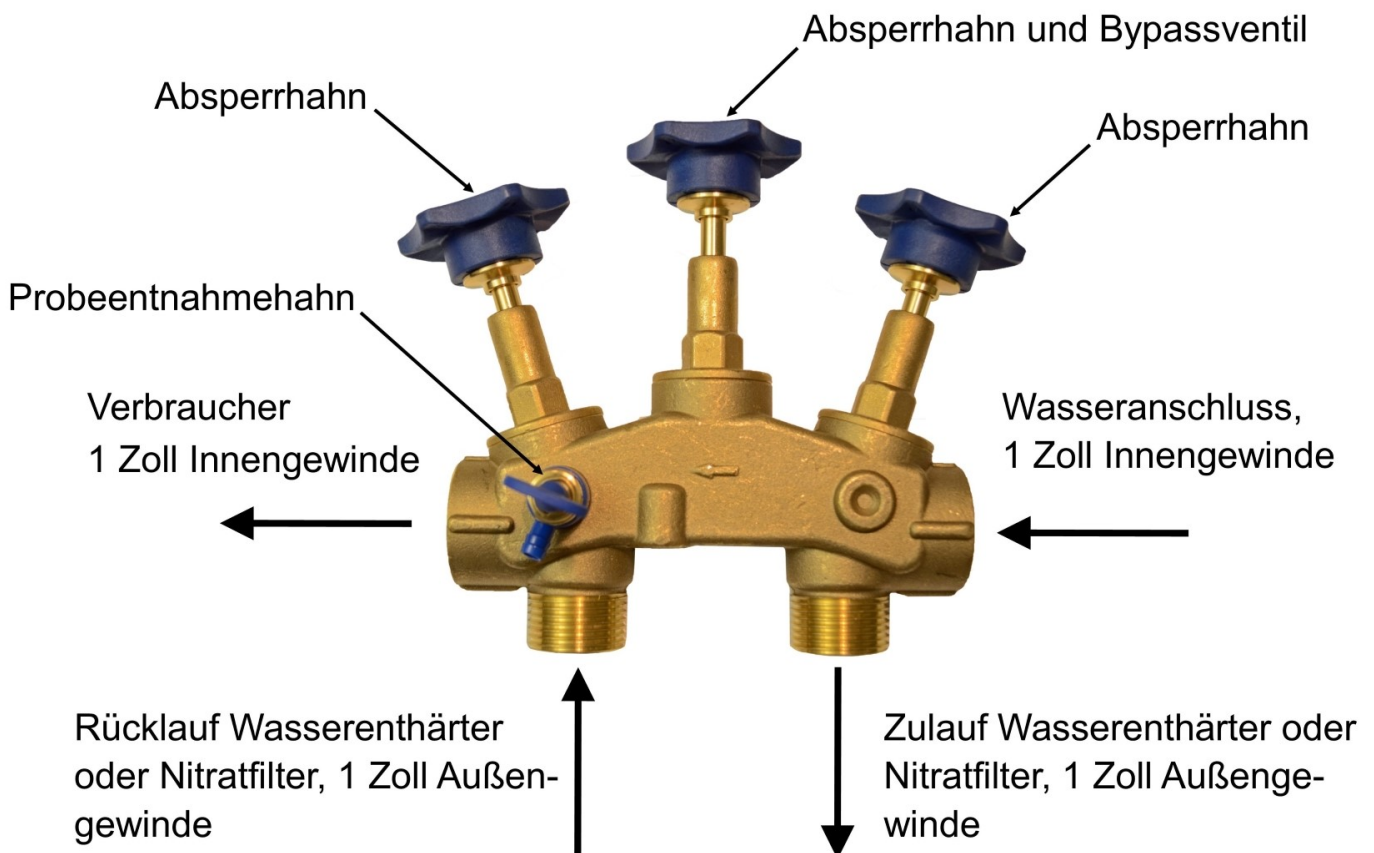 Absperrhahn und Bypassventil
Absperrhahn
Absperrhahn
Probeentnahmehahn
Verbraucher
1 Zoll Innengewinde
Wasseranschluss,
1 Zoll Innengewinde
Rücklauf Wasserenthärter
oder Nitratfilter, 1 Zoll Außen-
gewinde
Zulauf Wasserenthärter oder
Nitratfilter, 1 Zoll Außenge-
winde